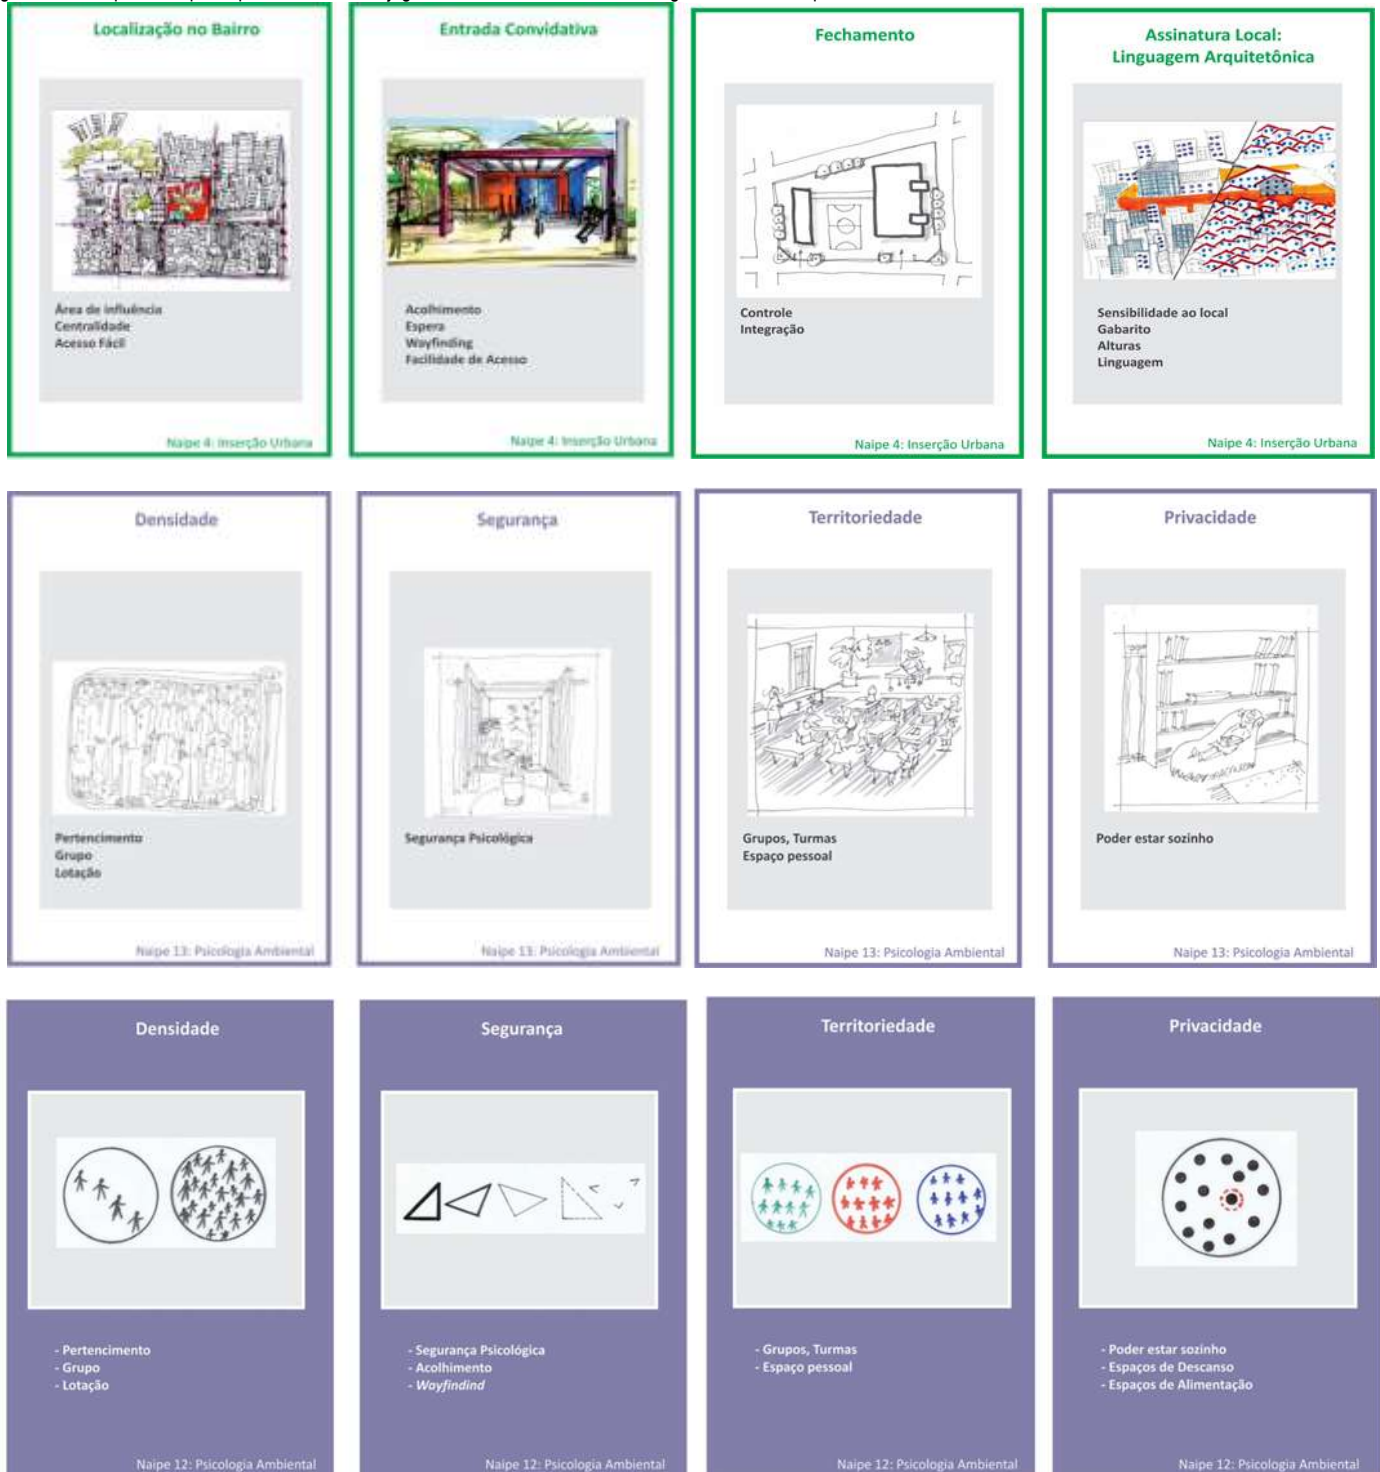 Localização no Bairro
Área de influência
Centralidade
Acesso Fácil
Naipe 4: Inserção Urbana
Entrada Convidativa
Acolhimento
Espera
Wayfinding
Facilidade de Acesso
Naipe 4: Inserção Urbana
Fechamento
Controle
Integração
Naipe 4: Inserção Urbana
Assinatura Local:
Linguagem Arquitetônica
Sensibilidade ao local
Gabarito
Alturas
Linguagem
Naipe 4: Inserção Urbana
Densidade
Pertencimento
Grupo
Lotação
Naipe 13: Psicologia Ambiental
Segurança
Segurança Psicológica
Naipe 13: Psicologia Ambiental
Territoriedade
Grupos, Turmas
Espaço pessoal
Naipe 13: Psicologia Ambiental
Privacidade
Poder estar sozinho
Naipe 13: Psicologia Ambiental
Densidade
- Pertencimento
- Grupo
- Lotação
Naipe 12: Psicologia Ambiental
Segurança
- Segurança Psicológica
- Acolhimento
- Wayfindind
Naipe 12: Psicologia Ambiental
Territoriedade
- Grupos, Turmas
- Espaço pessoal
Naipe 12: Psicologia Ambiental
Privacidade
- Poder estar sozinho
- Espaços de Descanso
- Espaços de Alimentação
Naipe 12: Psicologia Ambiental